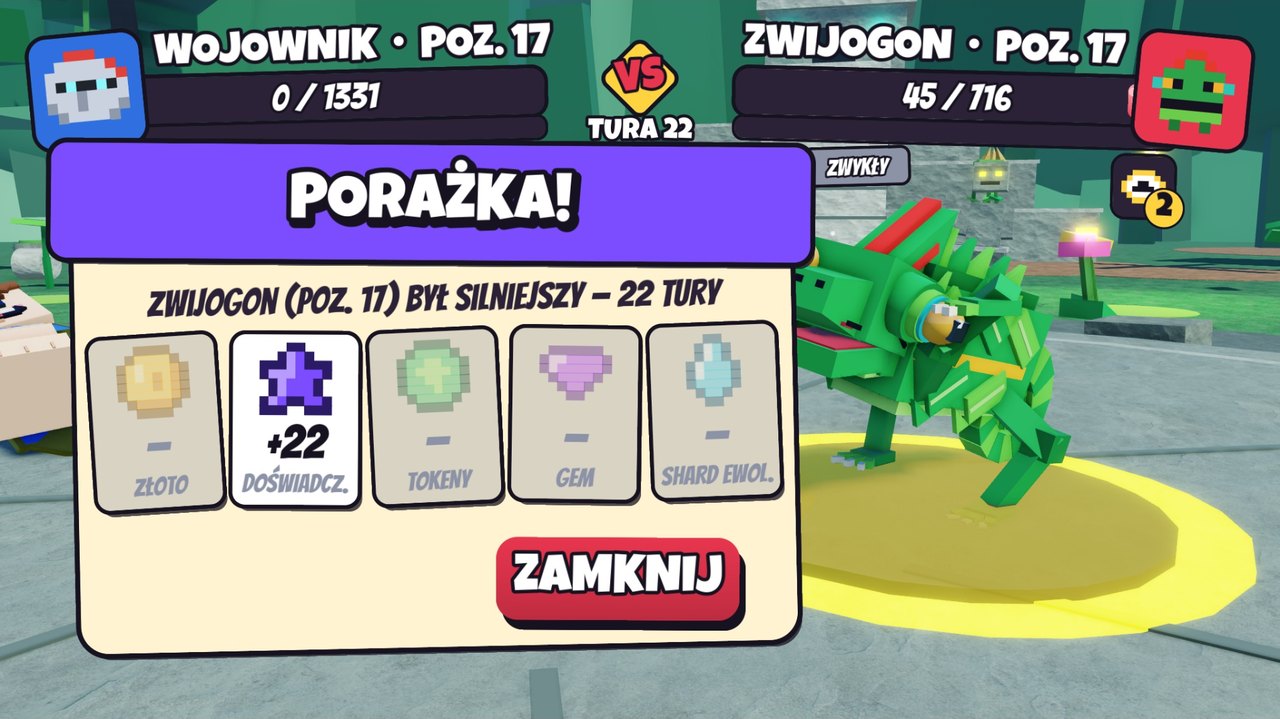 WOJOWNIK • POZ. 17
0 / 1331
VS
TURA 22
ZWIJOGON • POZ. 17
45 / 716
ZWYKŁY
2
PORAŻKA!
ZWIJOGON (POZ. 17) BYŁ SILNIEJSZY – 22 TURY
–
ZŁOTO
+22
DOŚWIADCZ.
–
TOKENY
–
GEM
–
SHARD EWOL.
ZAMKNIJ